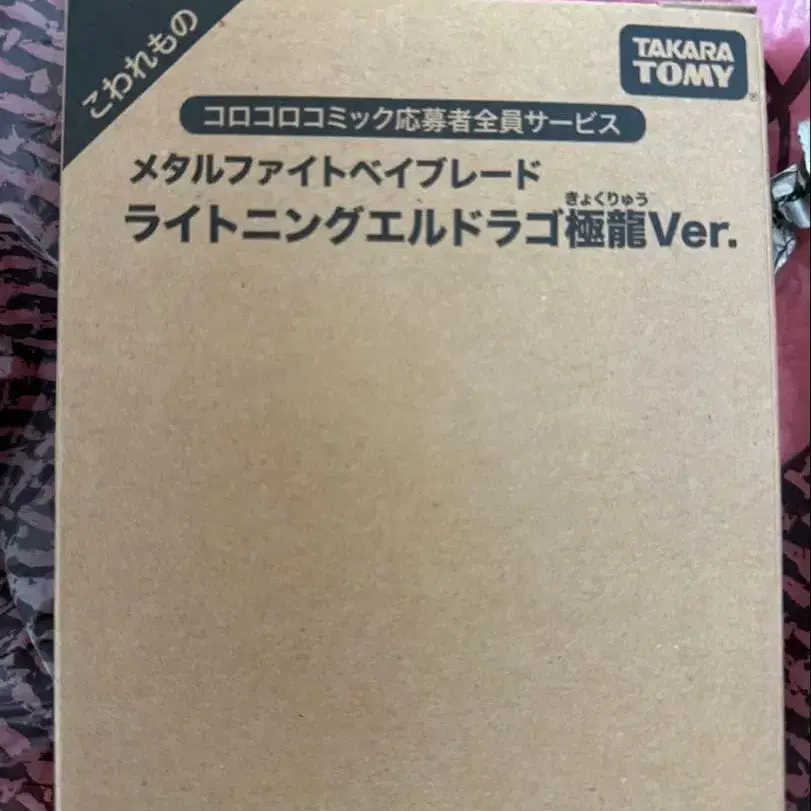 こわれもの
TAKARA
TOMY
コロコロコミック応募者全員サービス
メタルファイトベイブレード
きょくりゅう
ライトニングエルドラゴ極龍Ver.